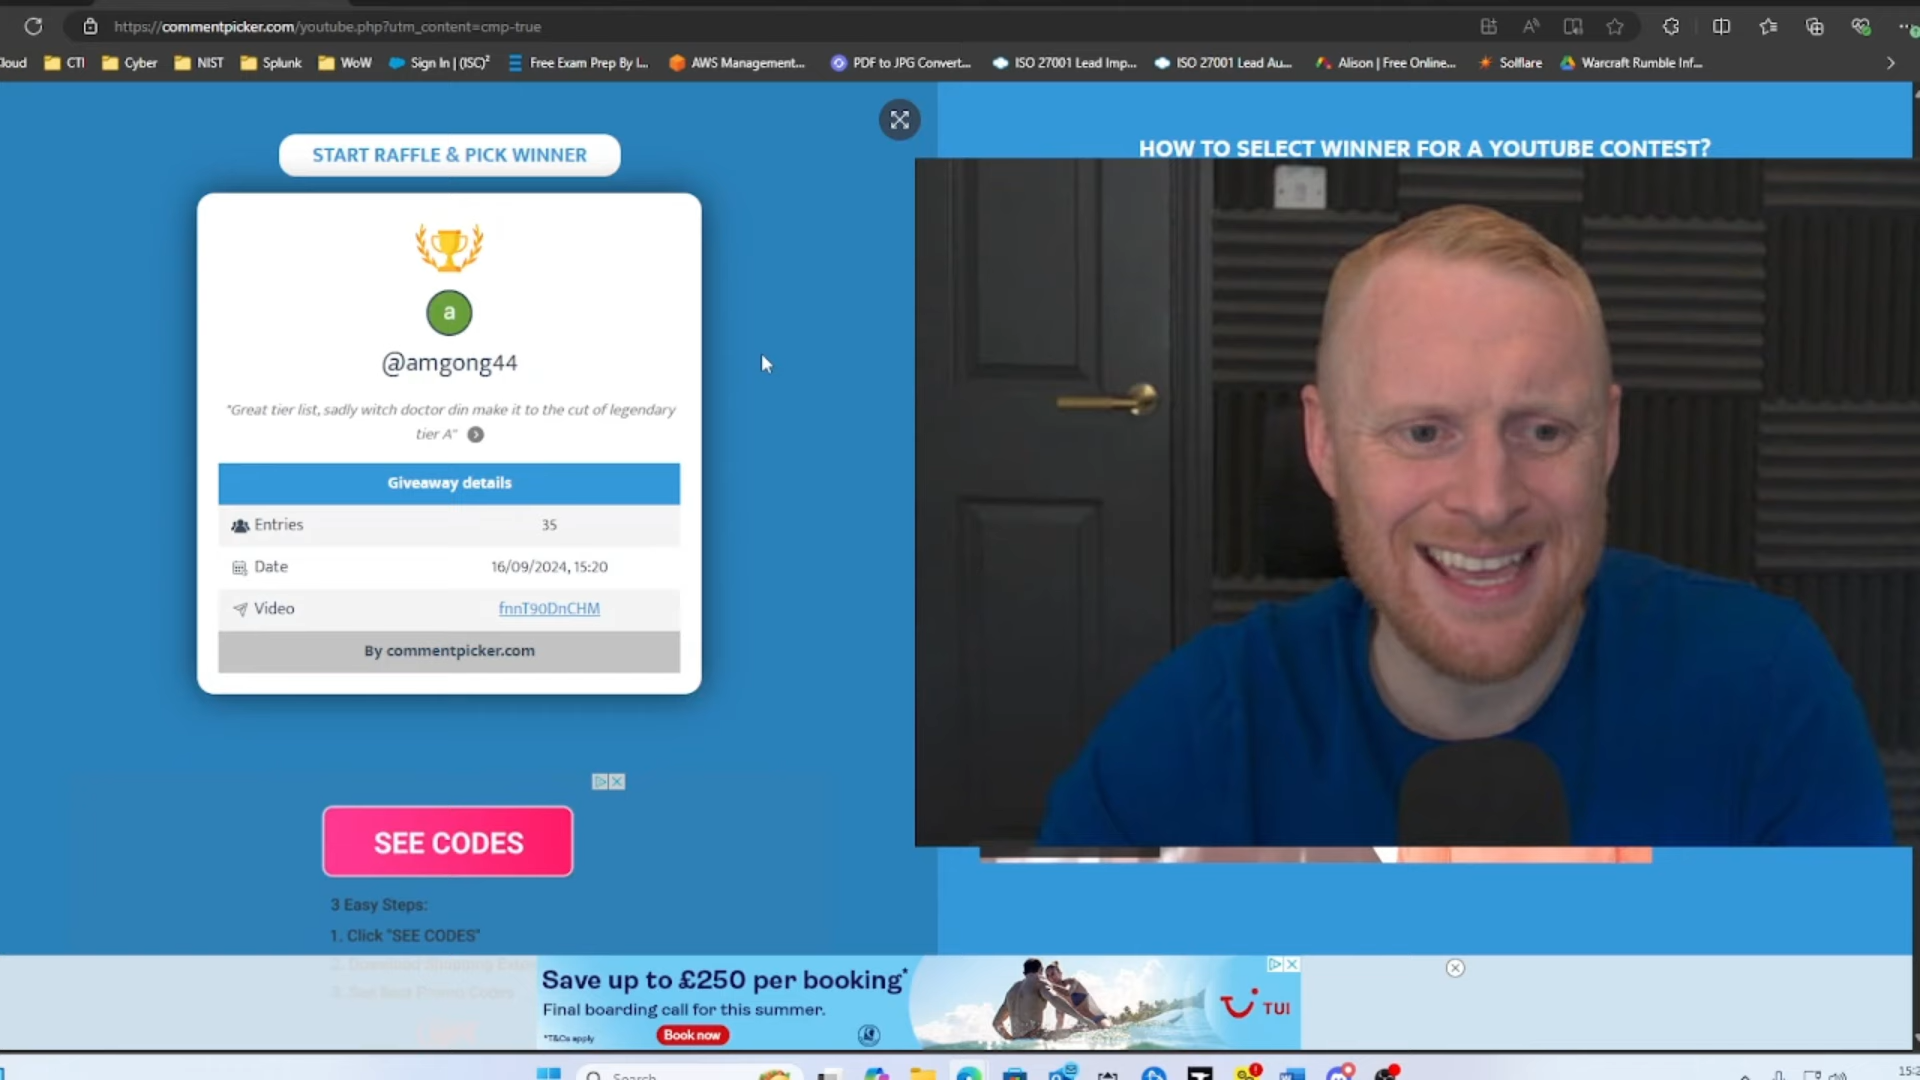 https://commentpicker.com/youtube.php?utm_content=cmp-true
Cloud CTI Cyber NIST Splunk WoW Sign In | (ISC)² Free Exam Prep By I... AWS Management... PDF to JPG Convert... ISO 27001 Lead Imp... ISO 27001 Lead Au... Alison | Free Online... Solflare Warcraft Rumble Inf...
START RAFFLE & PICK WINNER
HOW TO SELECT WINNER FOR A YOUTUBE CONTEST?
a
@amgong44
"Great tier list, sadly witch doctor din make it to the cut of legendary
tier A"
Giveaway details
Entries 35
Date 16/09/2024, 15:20
Video fnnT90DnCHM
By commentpicker.com
SEE CODES
3 Easy Steps:
1. Click "SEE CODES"
Save up to £250 per booking*
Final boarding call for this summer.
*T&Cs apply
Book now
TUI
Search